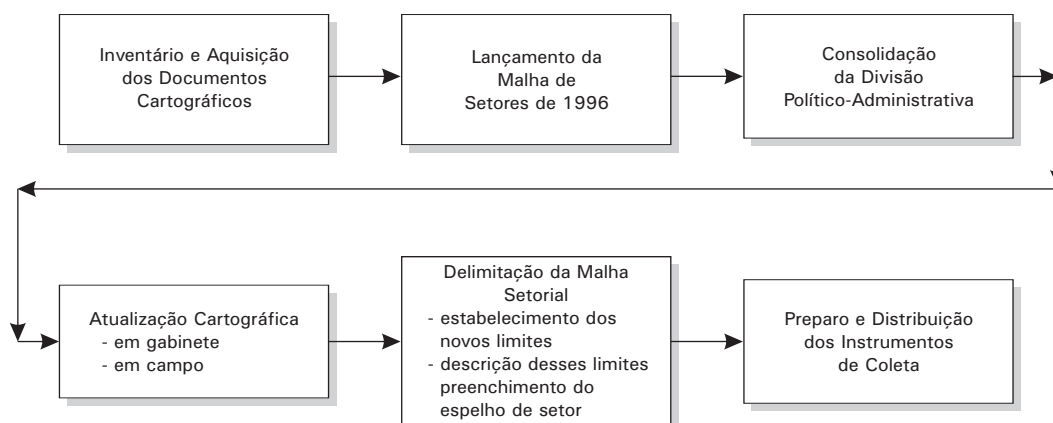 Inventário e Aquisição
dos Documentos
Cartográficos
Lançamento da
Malha de
Setores de 1996
Consolidação
da Divisão
Político-Administrativa
Atualização Cartográfica
- em gabinete
- em campo
Delimitação da Malha
Setorial
- estabelecimento dos
novos limites
- descrição desses limites
preenchimento do
espelho de setor
Preparo e Distribuição
dos Instrumentos
de Coleta